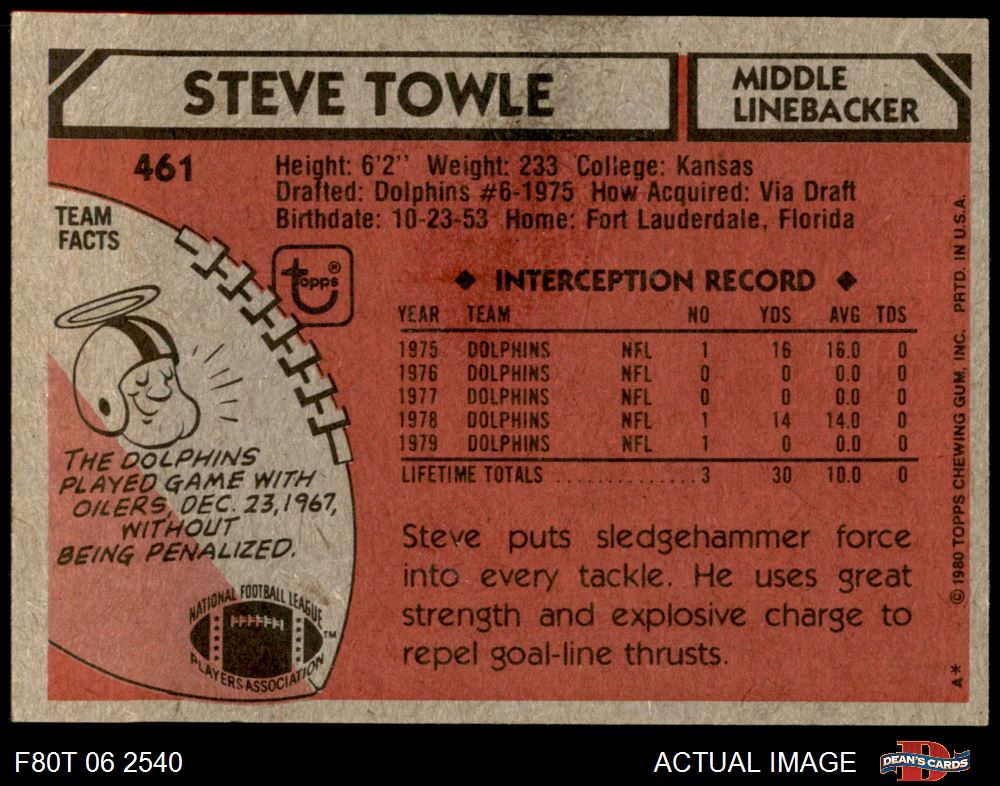 STEVE TOWLE
MIDDLE
LINEBACKER
461
Height: 6'2'' Weight: 233 College: Kansas
Drafted: Dolphins #6-1975 How Acquired: Via Draft
Birthdate: 10-23-53 Home: Fort Lauderdale, Florida
TEAM
FACTS
topps®
◆ INTERCEPTION RECORD ◆
YEAR TEAM NO YDS AVG TDS
1975 DOLPHINS NFL 1 16 16.0 0
1976 DOLPHINS NFL 0 0 0.0 0
1977 DOLPHINS NFL 0 0 0.0 0
1978 DOLPHINS NFL 1 14 14.0 0
1979 DOLPHINS NFL 1 0 0.0 0
LIFETIME TOTALS ............. 3 30 10.0 0
THE DOLPHINS
PLAYED GAME WITH
OILERS, DEC. 23, 1967,
WITHOUT
BEING PENALIZED.
Steve puts sledgehammer force
into every tackle. He uses great
strength and explosive charge to
repel goal-line thrusts.
NATIONAL FOOTBALL LEAGUE
PLAYERS ASSOCIATION
™
A* © 1980 TOPPS CHEWING GUM, INC. PRTD. IN U.S.A.
F80T 06 2540
ACTUAL IMAGE
D
DEAN'S CARDS